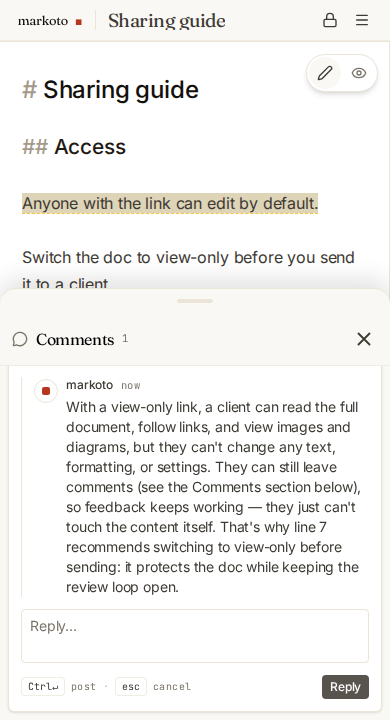 markoto
Sharing guide
# Sharing guide
## Access
Anyone with the link can edit by default.
Switch the doc to view-only before you send
it to a client
Comments 1
markoto now
With a view-only link, a client can read the full
document, follow links, and view images and
diagrams, but they can't change any text,
formatting, or settings. They can still leave
comments (see the Comments section below),
so feedback keeps working — they just can't
touch the content itself. That's why line 7
recommends switching to view-only before
sending: it protects the doc while keeping the
review loop open.
Reply...
Ctrl↵ post · esc cancel
Reply